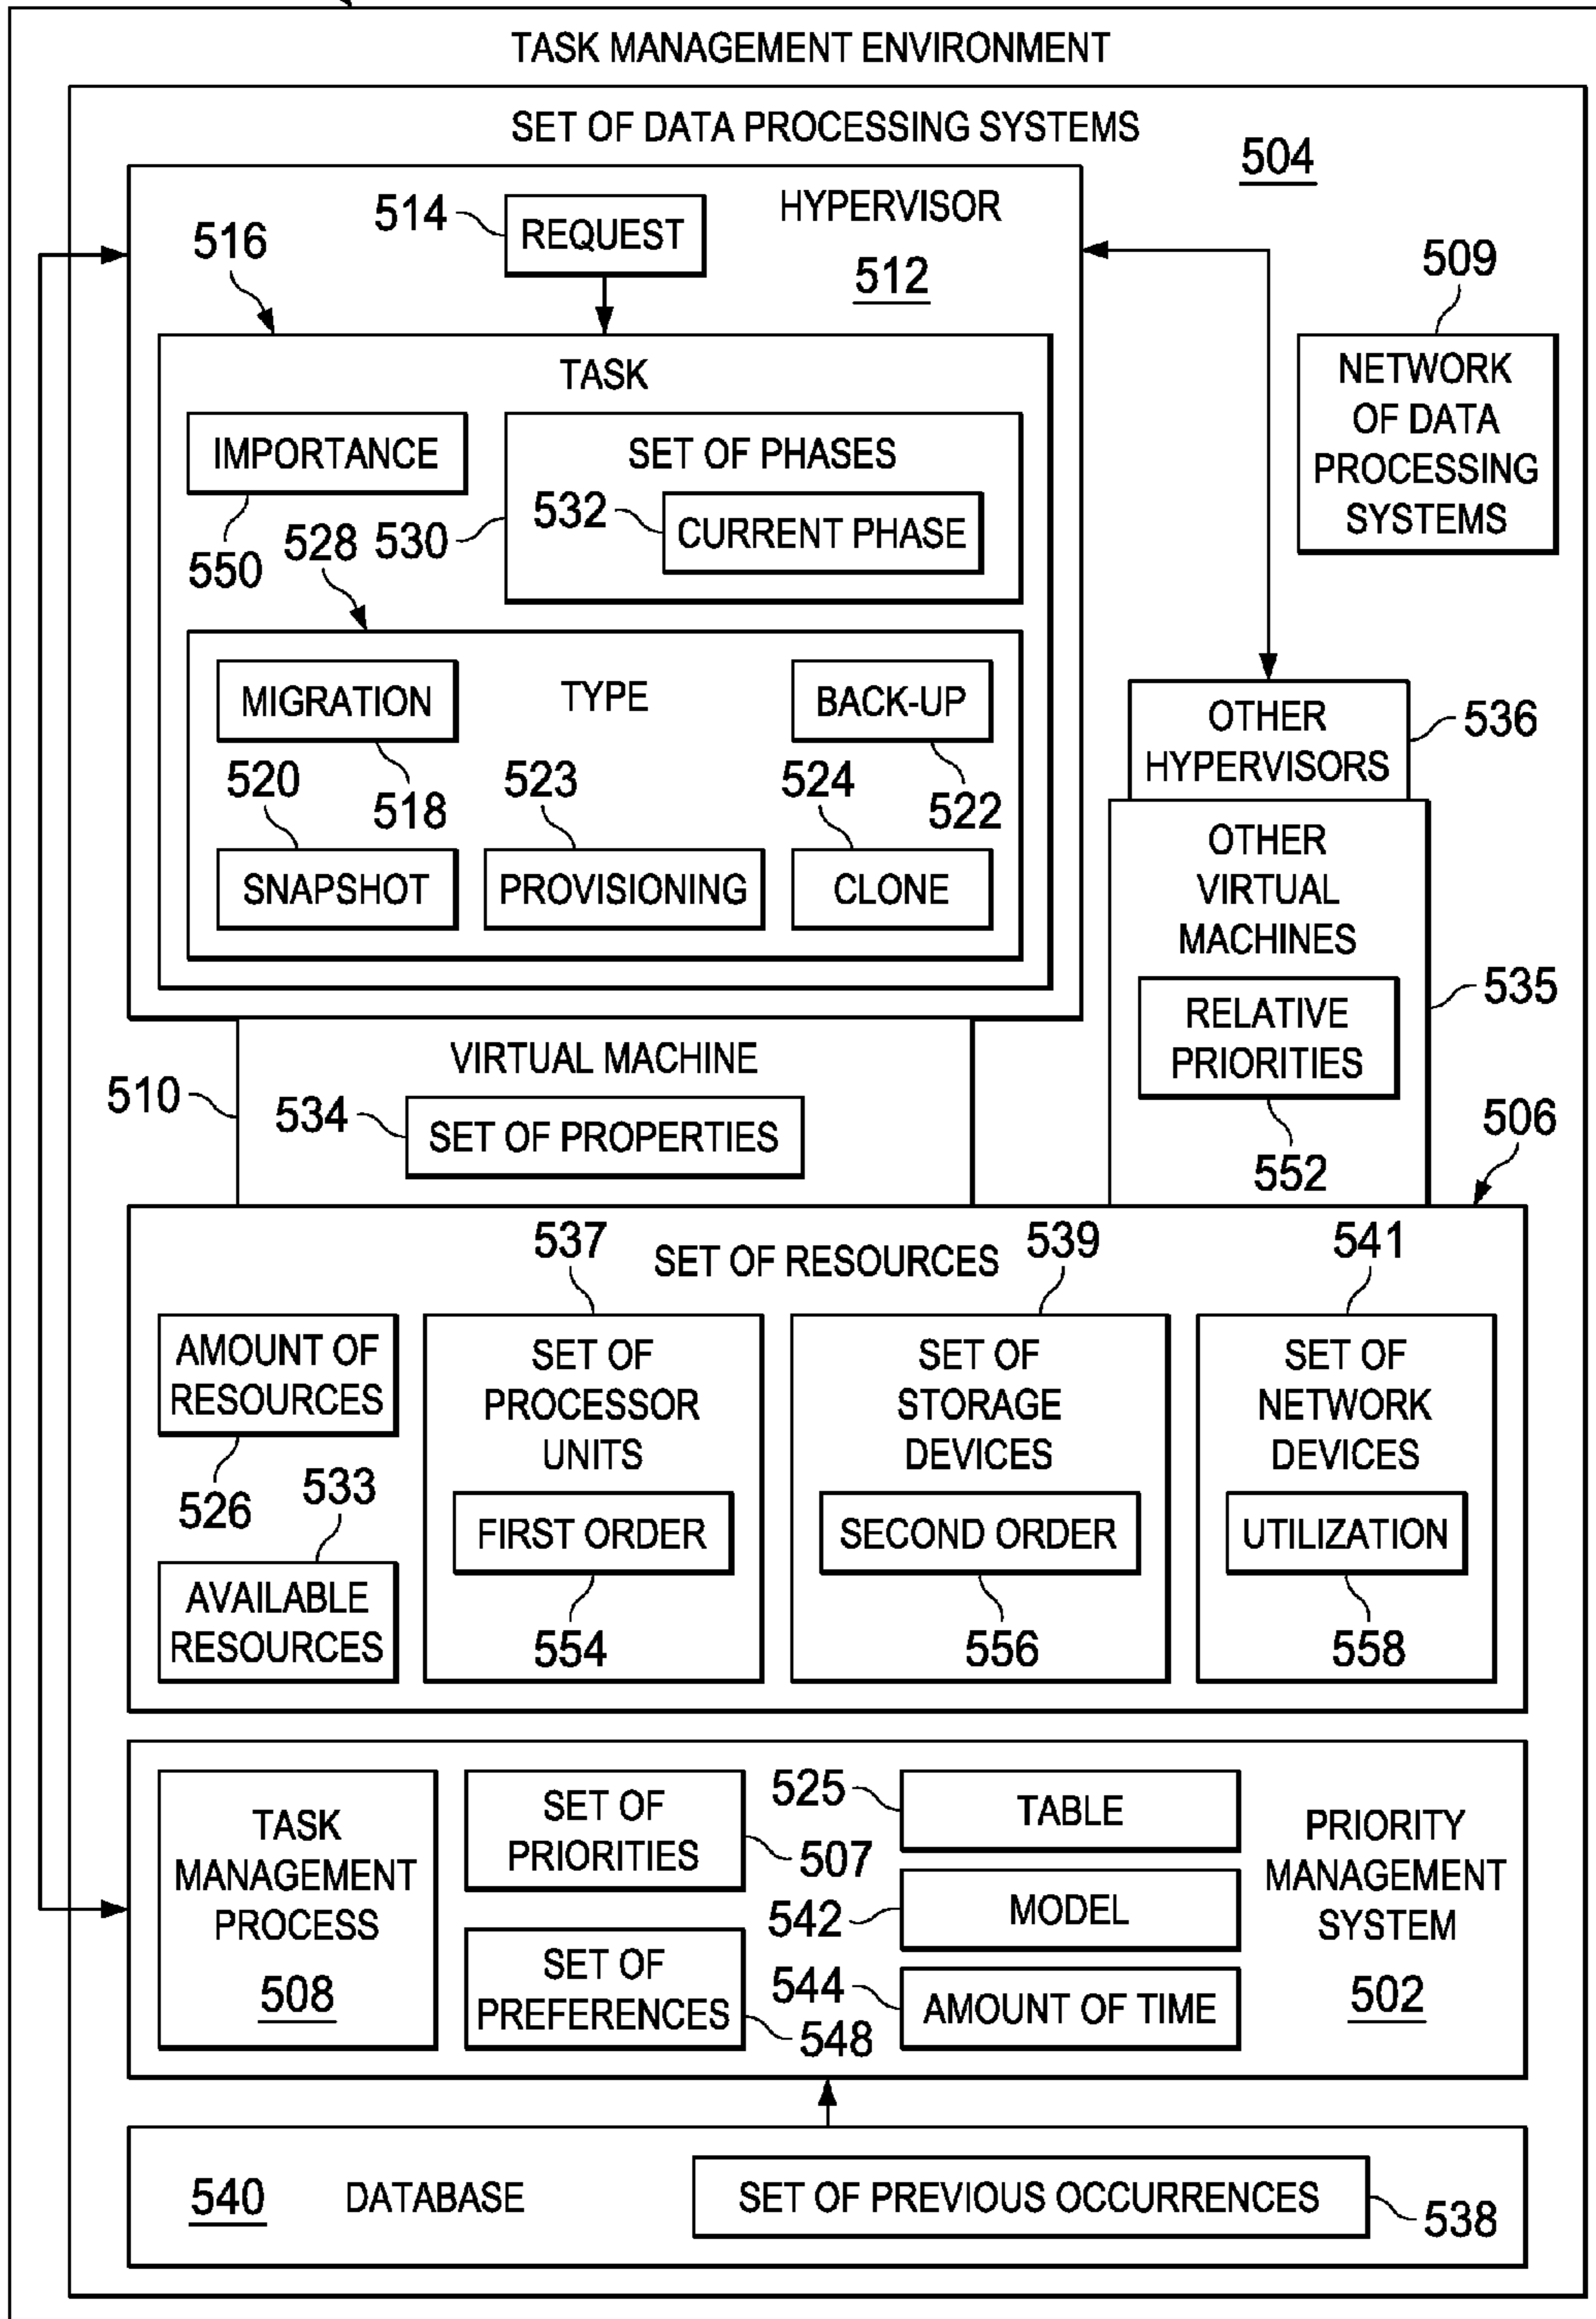 TASK MANAGEMENT ENVIRONMENT
SET OF DATA PROCESSING SYSTEMS
504
514
REQUEST
HYPERVISOR
512
516
509
NETWORK
OF DATA
PROCESSING
SYSTEMS
TASK
IMPORTANCE
550
SET OF PHASES
530
532
CURRENT PHASE
528
MIGRATION
518
TYPE
BACK-UP
522
520
SNAPSHOT
523
PROVISIONING
524
CLONE
OTHER
HYPERVISORS
536
OTHER
VIRTUAL
MACHINES
535
RELATIVE
PRIORITIES
552
VIRTUAL MACHINE
510
534
SET OF PROPERTIES
506
SET OF RESOURCES
AMOUNT OF
RESOURCES
526
533
AVAILABLE
RESOURCES
537
SET OF
PROCESSOR
UNITS
FIRST ORDER
554
539
SET OF
STORAGE
DEVICES
SECOND ORDER
556
541
SET OF
NETWORK
DEVICES
UTILIZATION
558
TASK
MANAGEMENT
PROCESS
508
SET OF
PRIORITIES
507
SET OF
PREFERENCES
548
525
TABLE
542
MODEL
544
AMOUNT OF TIME
PRIORITY
MANAGEMENT
SYSTEM
502
540
DATABASE
SET OF PREVIOUS OCCURRENCES
538